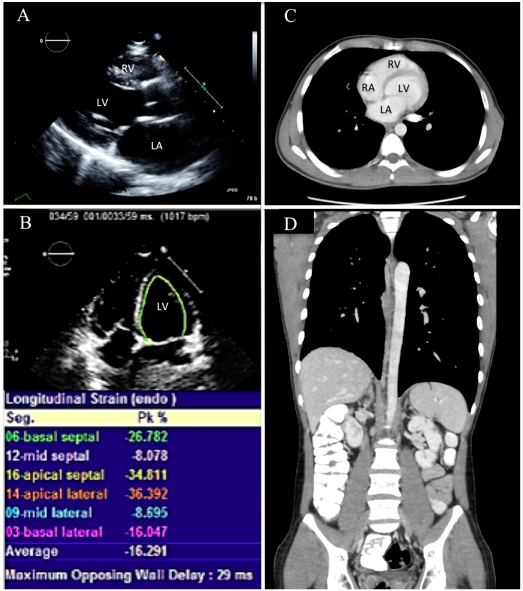 A
RV
LV
LA
78 b
B
034/59 001/0033/59 ms. (1017 bpm)
LV
Longitudinal Strain (endo )
Seg. Pk %
06-basal septal -26.782
12-mid septal -8.078
16-apical septal -34.811
14-apical lateral -36.392
09-mid lateral -8.695
03-basal lateral -16.047
Average -16.291
Maximum Opposing Wall Delay : 29 ms
C
RV
RA
LV
LA
D